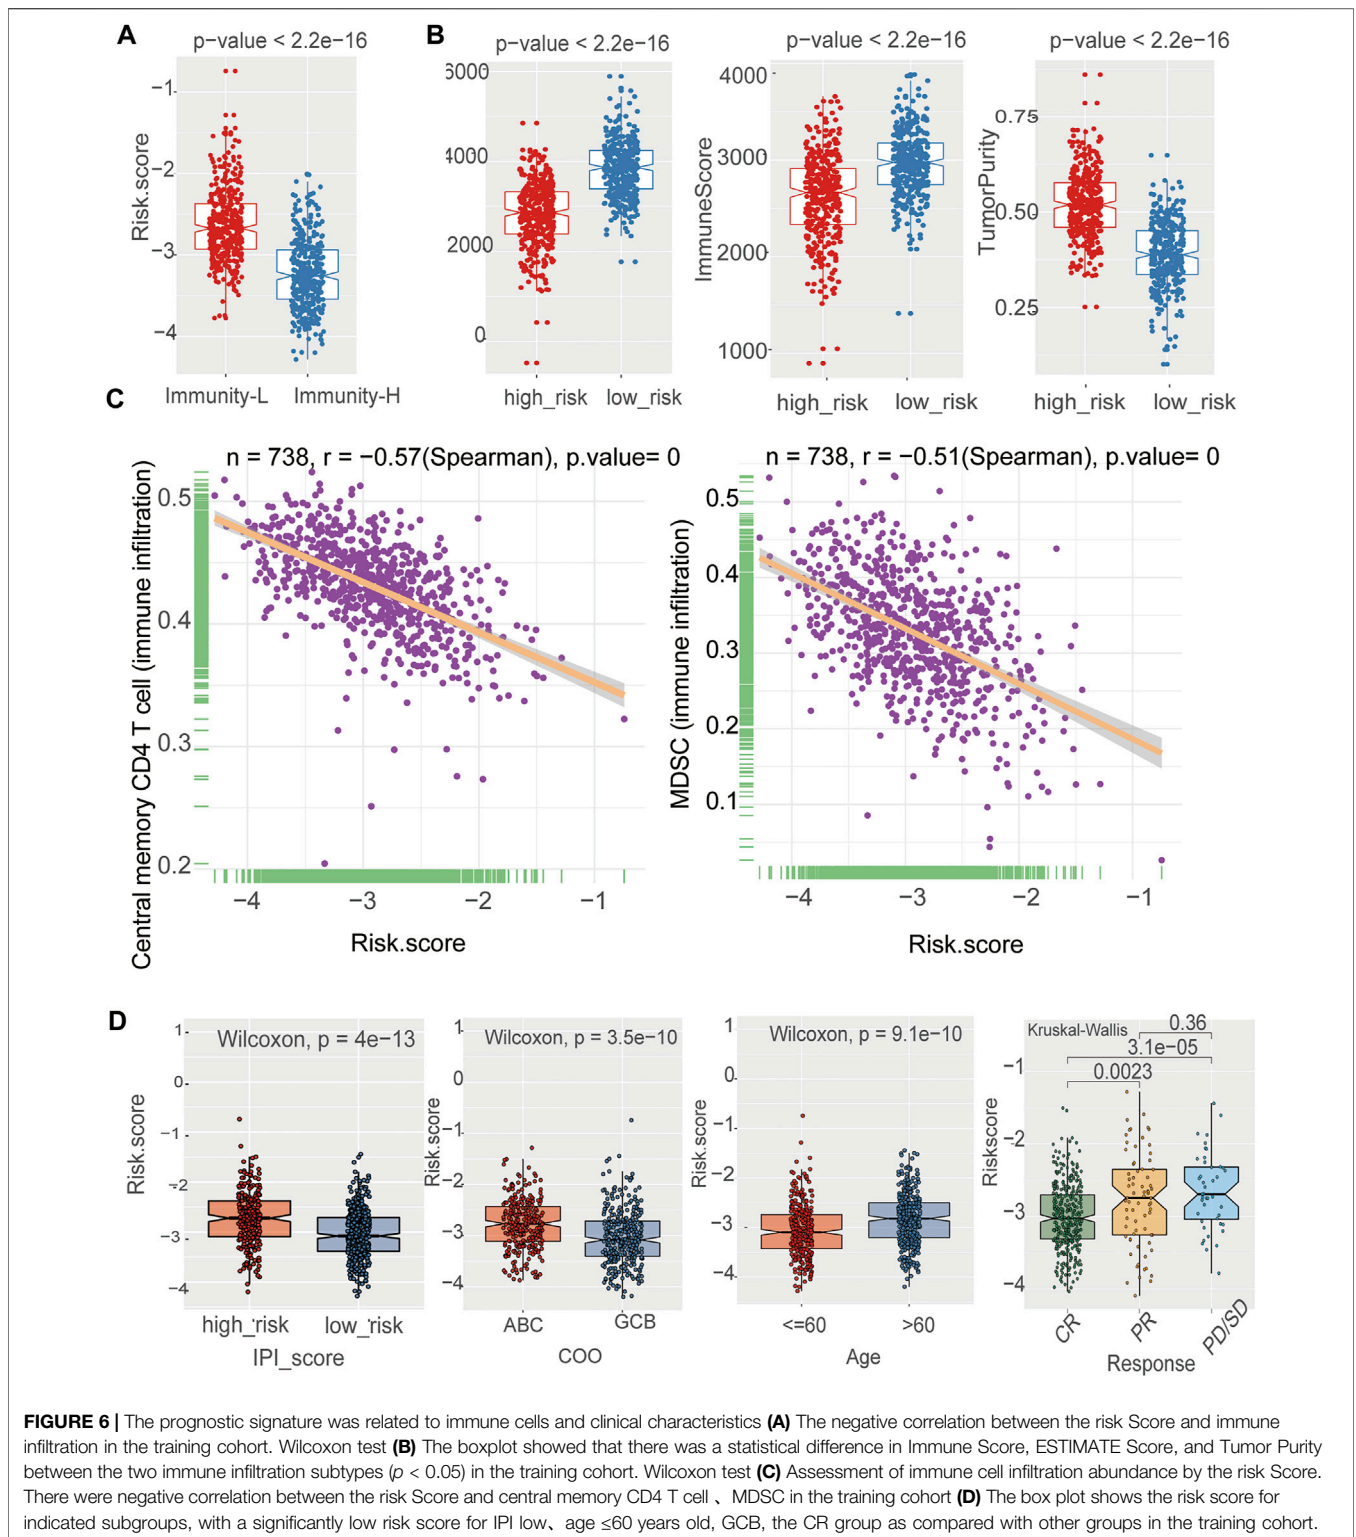 A
p-value < 2.2e-16
Risk.score
-1
-2
-3
-4
Immunity-L
Immunity-H
B
p-value < 2.2e-16
6000
4000
2000
0
high_risk
low_risk
p-value < 2.2e-16
ImmuneScore
4000
3000
2000
1000
high_risk
low_risk
p-value < 2.2e-16
TumorPurity
0.75
0.50
0.25
high_risk
low_risk
C
n = 738, r = -0.57(Spearman), p.value= 0
Central memory CD4 T cell (immune infiltration)
0.5
0.4
0.3
0.2
-4
-3
-2
-1
Risk.score
n = 738, r = -0.51(Spearman), p.value= 0
MDSC (immune infiltration)
0.5
0.4
0.3
0.2
0.1
-4
-3
-2
-1
Risk.score
D
Wilcoxon, p = 4e-13
Risk.score
1
0
-1
-2
-3
-4
high_risk
low_risk
IPI_score
Wilcoxon, p = 3.5e-10
Risk.score
1
0
-1
-2
-3
-4
ABC
GCB
COO
Wilcoxon, p = 9.1e-10
Risk.score
1
0
-1
-2
-3
-4
<=60
>60
Age
Kruskal-Wallis
0.36
3.1e-05
0.0023
Riskscore
-1
-2
-3
-4
CR
PR
PD/SD
Response
FIGURE 6 | The prognostic signature was related to immune cells and clinical characteristics (A) The negative correlation between the risk Score and immune
infiltration in the training cohort. Wilcoxon test (B) The boxplot showed that there was a statistical difference in Immune Score, ESTIMATE Score, and Tumor Purity
between the two immune infiltration subtypes (p < 0.05) in the training cohort. Wilcoxon test (C) Assessment of immune cell infiltration abundance by the risk Score.
There were negative correlation between the risk Score and central memory CD4 T cell 、MDSC in the training cohort (D) The box plot shows the risk score for
indicated subgroups, with a significantly low risk score for IPI low、age ≤60 years old, GCB, the CR group as compared with other groups in the training cohort.